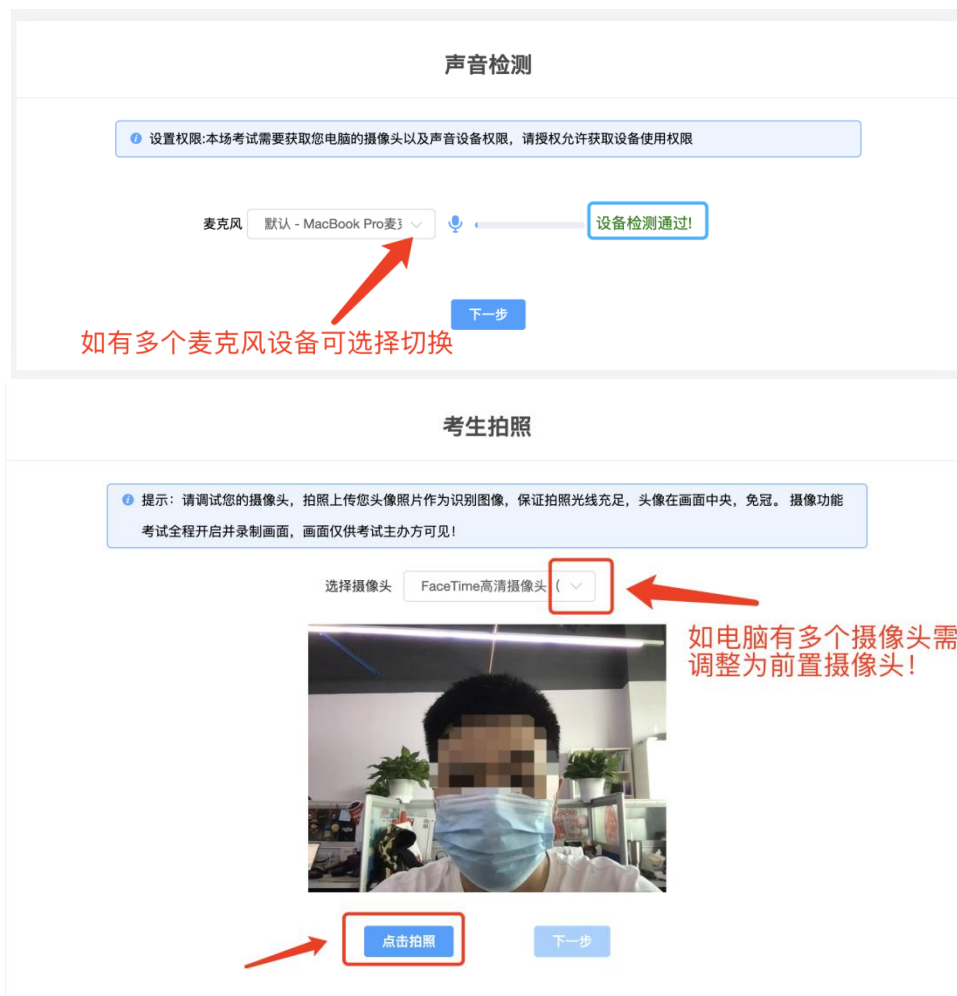 声音检测
设置权限:本场考试需要获取您电脑的摄像头以及声音设备权限，请授权允许获取设备使用权限
麦克风 默认 - MacBook Pro麦 设备检测通过!
下一步
如有多个麦克风设备可选择切换
考生拍照
提示：请调试您的摄像头，拍照上传您头像照片作为识别图像，保证拍照光线充足，头像在画面中央，免冠。 摄像功能
考试全程开启并录制画面，画面仅供考试主办方可见！
选择摄像头 FaceTime高清摄像头 (
如电脑有多个摄像头需
调整为前置摄像头！
点击拍照 下一步